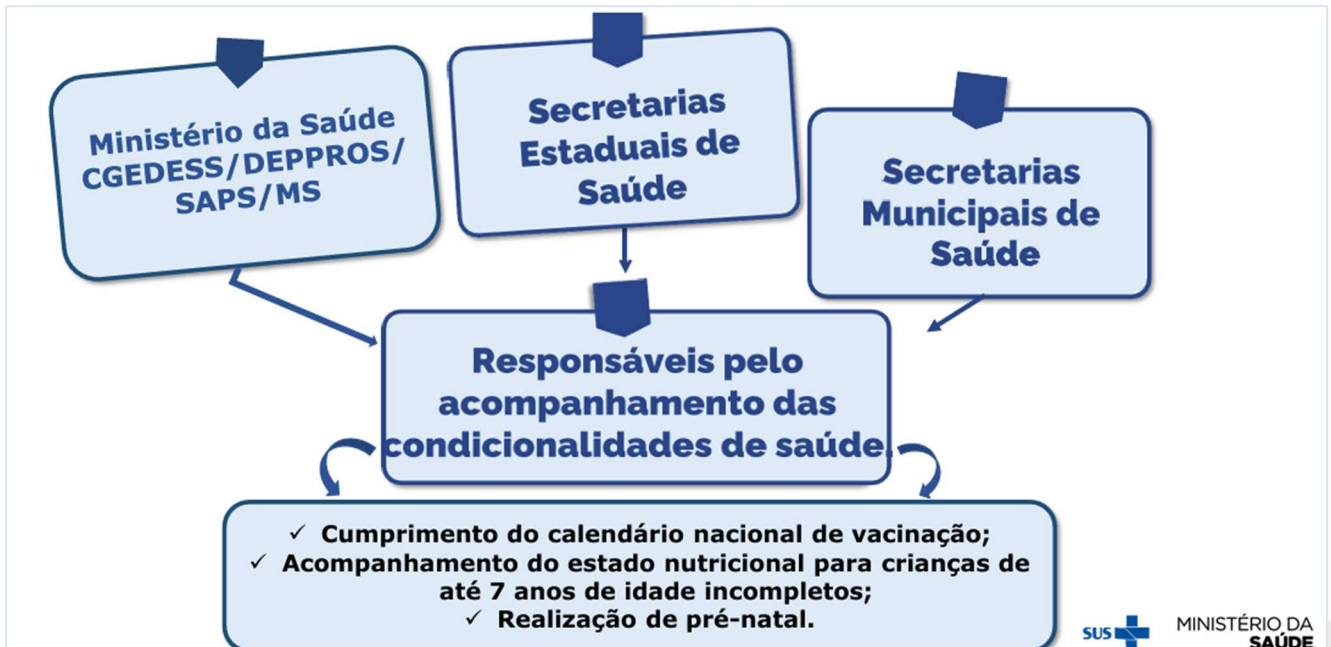 Ministério da Saúde
CGEDESS/DEPPROS/
SAPS/MS
Secretarias
Estaduais de
Saúde
Secretarias
Municipais de
Saúde
Responsáveis pelo
acompanhamento das
condicionalidades de saúde.
✓ Cumprimento do calendário nacional de vacinação;
✓ Acompanhamento do estado nutricional para crianças de
até 7 anos de idade incompletos;
✓ Realização de pré-natal.
SUS
MINISTÉRIO DA
SAÚDE